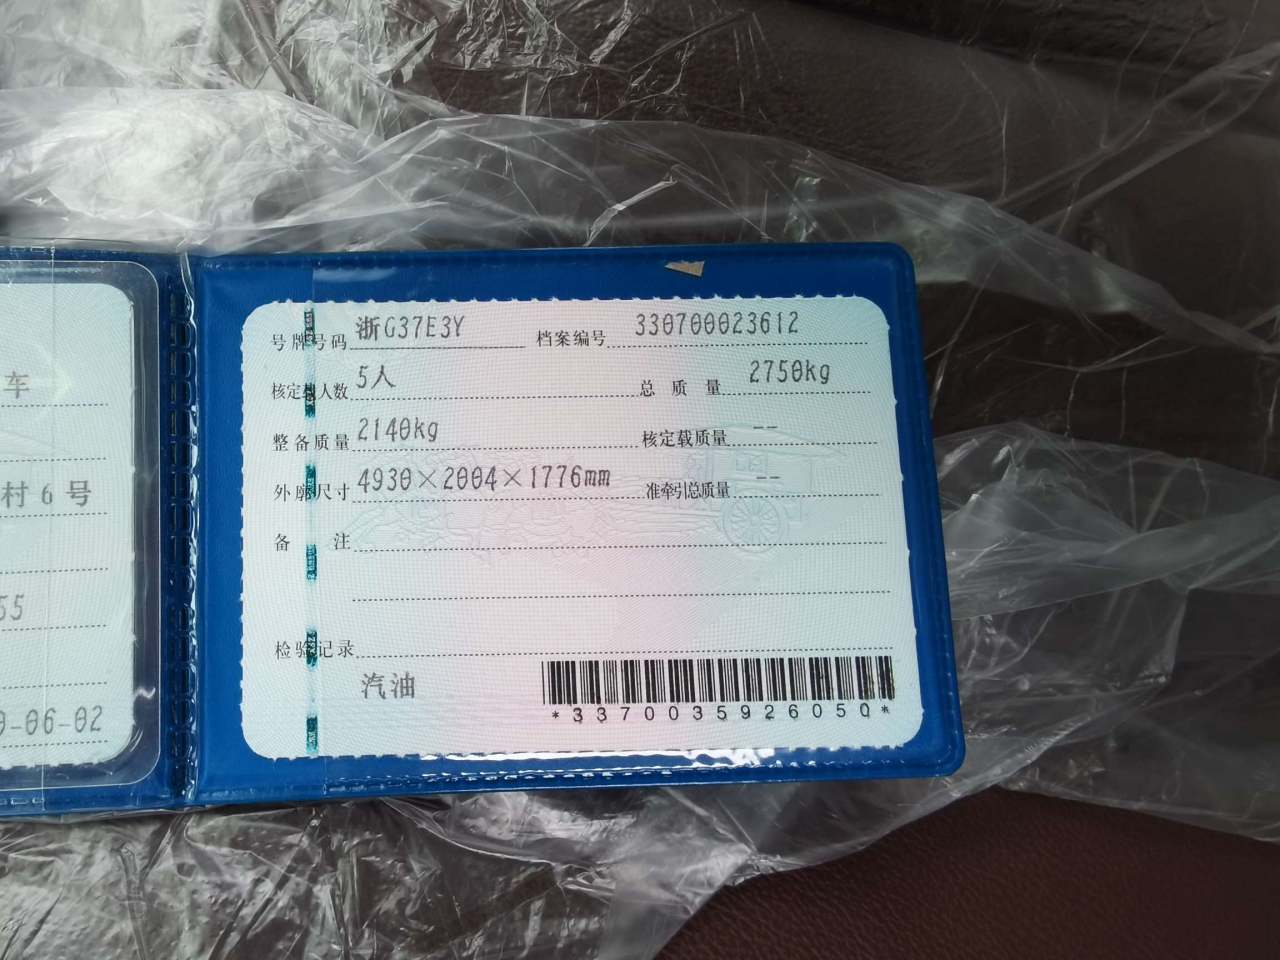 车
村6号
55
9-06-02
号牌号码 浙G37E3Y 档案编号 330700023612
核定载人数 5人 总质量 2750kg
整备质量 2140kg 核定载质量 --
外廓尺寸 4930×2004×1776mm 准牵引总质量 --
备注
检验记录
汽油
*3370035926050*